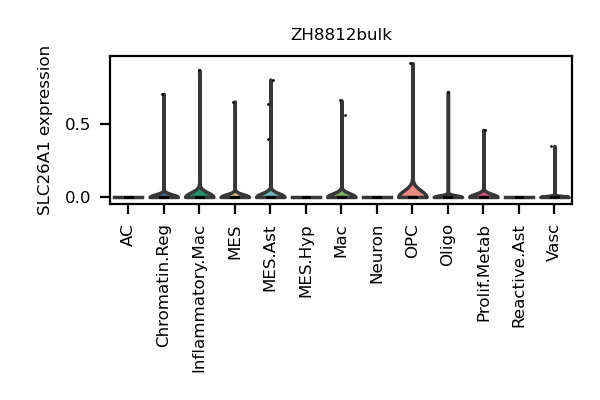 ZH8812bulk
SLC26A1 expression
0.5
0.0
AC
Chromatin.Reg
Inflammatory.Mac
MES
MES.Ast
MES.Hyp
Mac
Neuron
OPC
Oligo
Prolif.Metab
Reactive.Ast
Vasc